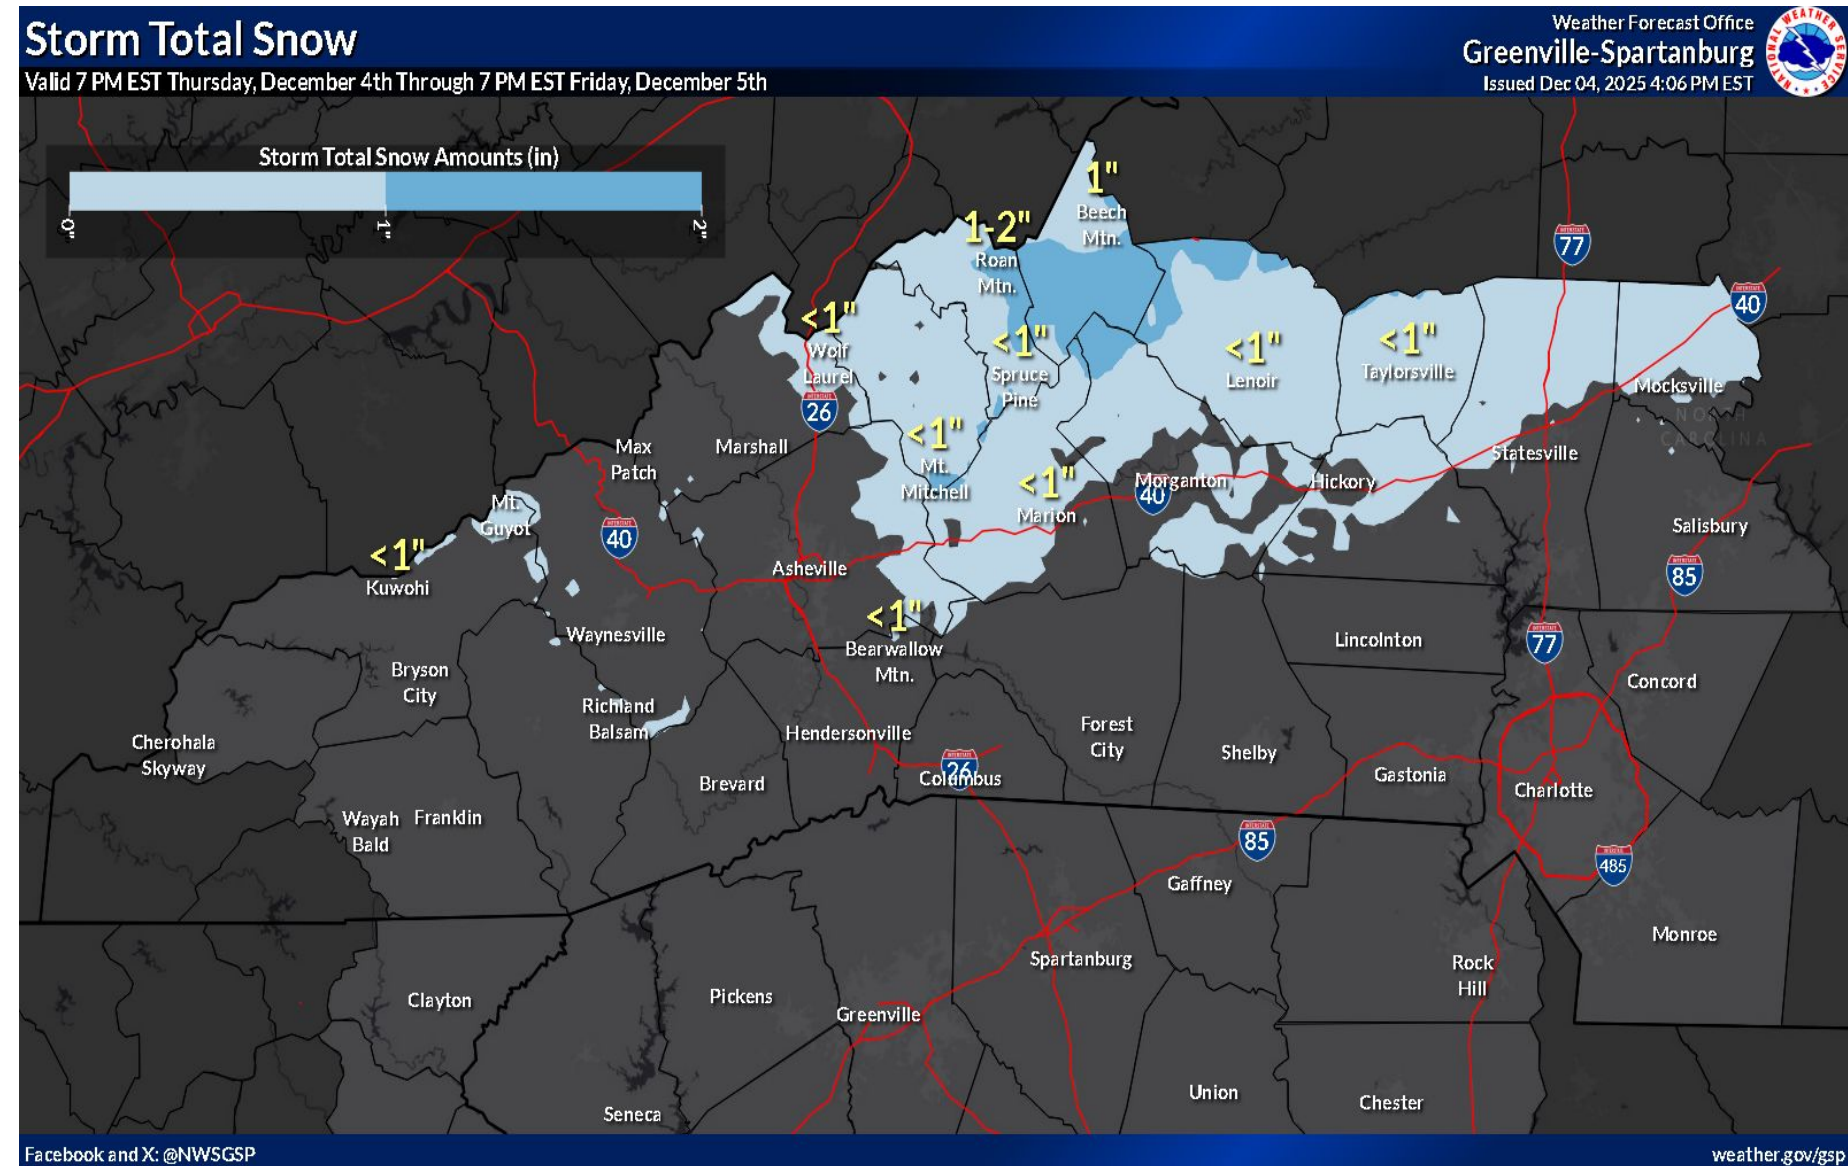 Storm Total Snow
Valid 7 PM EST Thursday, December 4th Through 7 PM EST Friday, December 5th
Weather Forecast Office
Greenville-Spartanburg
Issued Dec 04, 2025 4:06 PM EST
NATIONAL WEATHER SERVICE
Storm Total Snow Amounts (in)
0"
1"
2"
1"
Beech
Mtn.
1-2"
Roan
Mtn.
77
40
<1"
Wolf
Laurel
26
<1"
Spruce
Pine
<1"
Lenoir
<1"
Taylorsville
Mocksville
NORTH
CAROLINA
Max
Patch
Marshall
<1"
Mt.
Mitchell
<1"
Marion
Morganton
40
Hickory
Statesville
Mt.
Guyot
40
Salisbury
<1"
Kuwohi
Asheville
85
<1"
Bearwallow
Mtn.
Waynesville
Lincolnton
77
Bryson
City
Concord
Richland
Balsam
Hendersonville
Forest
City
Shelby
Cherohala
Skyway
Brevard
26
Columbus
Gastonia
Charlotte
Wayah
Bald
Franklin
85
485
Gaffney
Monroe
Spartanburg
Rock
Hill
Clayton
Pickens
Greenville
Union
Chester
Seneca
Facebook and X: @NWSGSP
weather.gov/gsp